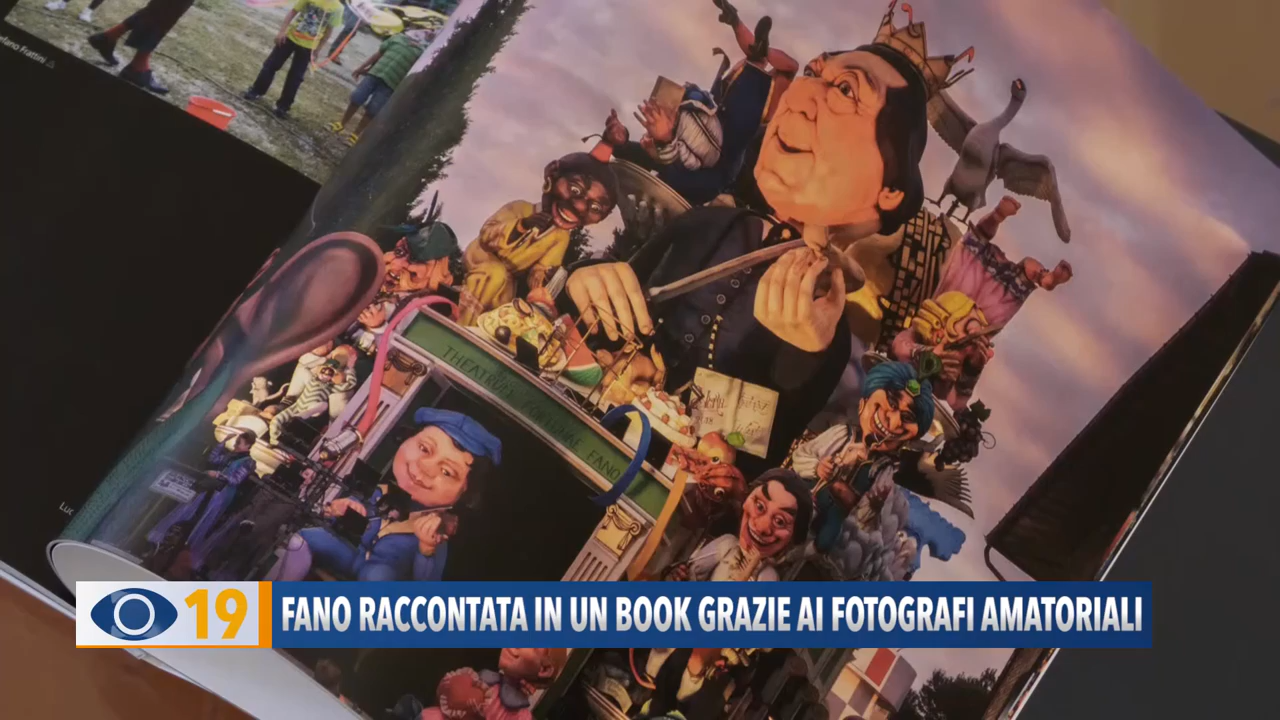 THEATRUM FORTUNAE FANO
19
FANO RACCONTATA IN UN BOOK GRAZIE AI FOTOGRAFI AMATORIALI